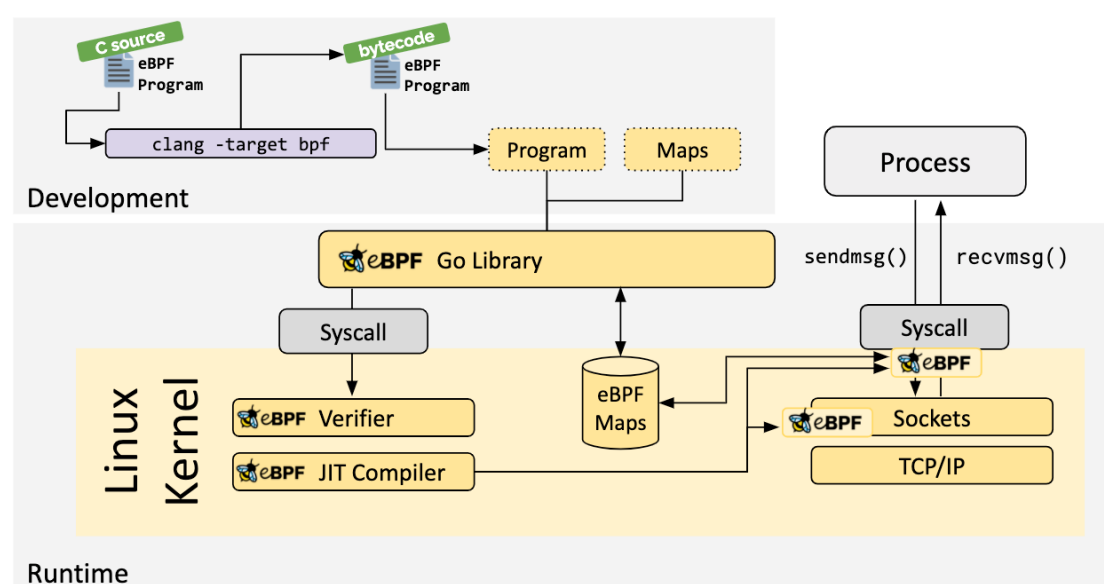 C source
eBPF
Program
bytecode
eBPF
Program
clang -target bpf
Program
Maps
Development
Process
eBPF Go Library
sendmsg()
recvmsg()
Syscall
Syscall
eBPF
Linux
Kernel
eBPF
Maps
eBPF Verifier
eBPF
Sockets
eBPF JIT Compiler
TCP/IP
Runtime